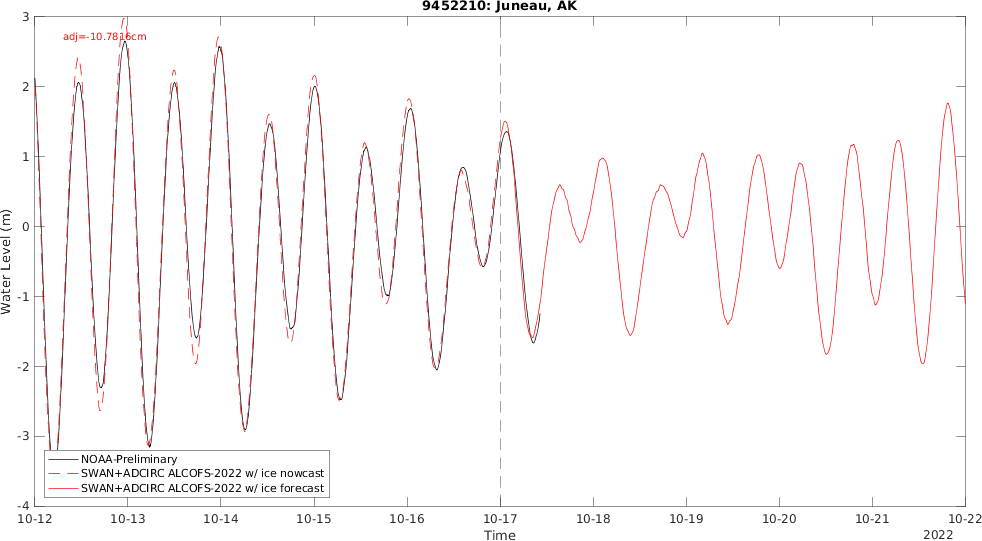 9452210: Juneau, AK
adj=-10.7816cm
3
2
1
0
-1
-2
-3
-4
Water Level (m)
NOAA-Preliminary
SWAN+ADCIRC ALCOFS-2022 w/ ice nowcast
SWAN+ADCIRC ALCOFS-2022 w/ ice forecast
10-12 10-13 10-14 10-15 10-16 10-17 10-18 10-19 10-20 10-21 10-22
Time
2022